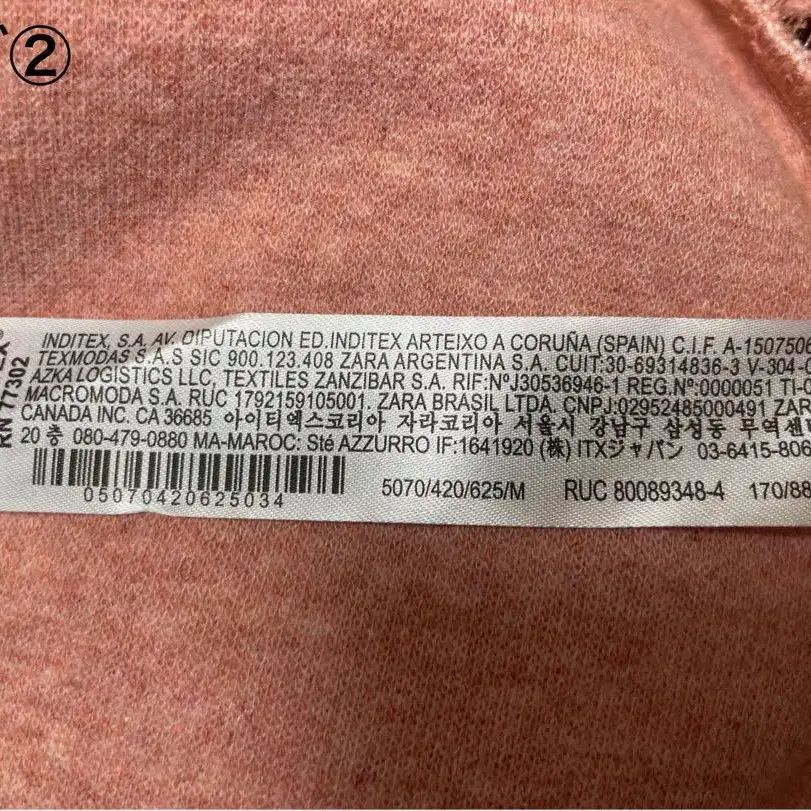 ②
RN 77302
INDITEX, S.A. AV. DIPUTACION ED.INDITEX ARTEIXO A CORUÑA (SPAIN) C.I.F. A-1507506
TEXMODAS S.A.S SIC 900.123.408 ZARA ARGENTINA S.A. CUIT:30-69314836-3 V-304-0
AZKA LOGISTICS LLC, TEXTILES ZANZIBAR S.A. RIF:NºJ30536946-1 REG.Nº:0000051 TI-S
MACROMODA S.A. RUC 1792159105001. ZARA BRASIL LTDA. CNPJ:02952485000491 ZAR
CANADA INC. CA 36685 아이티엑스코리아 자라코리아 서울시 강남구 삼성동 무역센터
20 층 080-479-0880 MA-MAROC: Sté AZZURRO IF:1641920 (株) ITXジャパン 03-6415-806
05070420625034
5070/420/625/M RUC 80089348-4 170/88